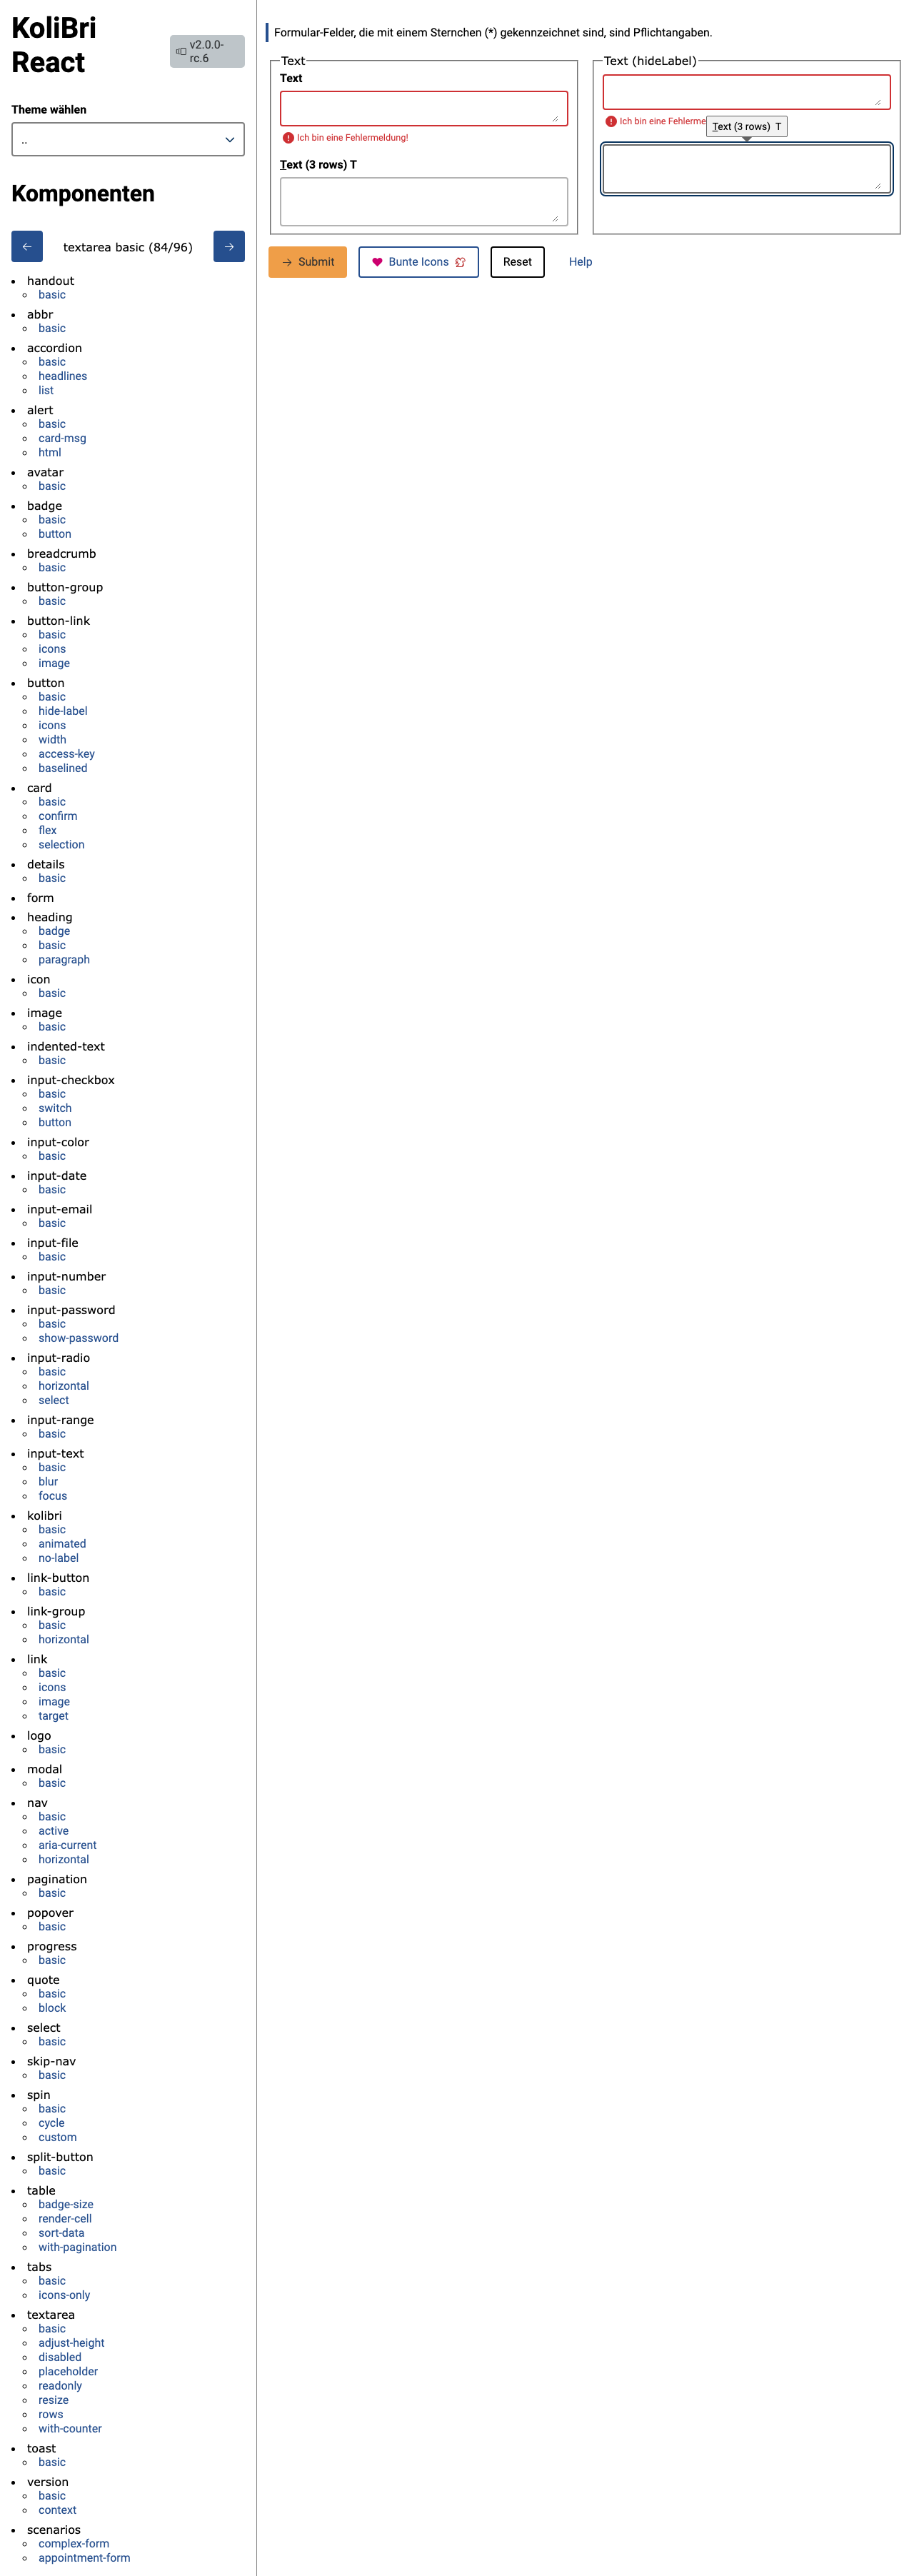 KoliBri
React
v2.0.0-
rc.6
Theme wählen
..
Komponenten
textarea basic (84/96)
handout
basic
abbr
basic
accordion
basic
headlines
list
alert
basic
card-msg
html
avatar
basic
badge
basic
button
breadcrumb
basic
button-group
basic
button-link
basic
icons
image
button
basic
hide-label
icons
width
access-key
baselined
card
basic
confirm
flex
selection
details
basic
form
heading
badge
basic
paragraph
icon
basic
image
basic
indented-text
basic
input-checkbox
basic
switch
button
input-color
basic
input-date
basic
input-email
basic
input-file
basic
input-number
basic
input-password
basic
show-password
input-radio
basic
horizontal
select
input-range
basic
input-text
basic
blur
focus
kolibri
basic
animated
no-label
link-button
basic
link-group
basic
horizontal
link
basic
icons
image
target
logo
basic
modal
basic
nav
basic
active
aria-current
horizontal
pagination
basic
popover
basic
progress
basic
quote
basic
block
select
basic
skip-nav
basic
spin
basic
cycle
custom
split-button
basic
table
badge-size
render-cell
sort-data
with-pagination
tabs
basic
icons-only
textarea
basic
adjust-height
disabled
placeholder
readonly
resize
rows
with-counter
toast
basic
version
basic
context
scenarios
complex-form
appointment-form
Formular-Felder, die mit einem Sternchen (*) gekennzeichnet sind, sind Pflichtangaben.
Text
Text
Ich bin eine Fehlermeldung!
Text (3 rows) T
Text (hideLabel)
Ich bin eine Fehlerme
Text (3 rows) T
Submit
Bunte Icons
Reset
Help